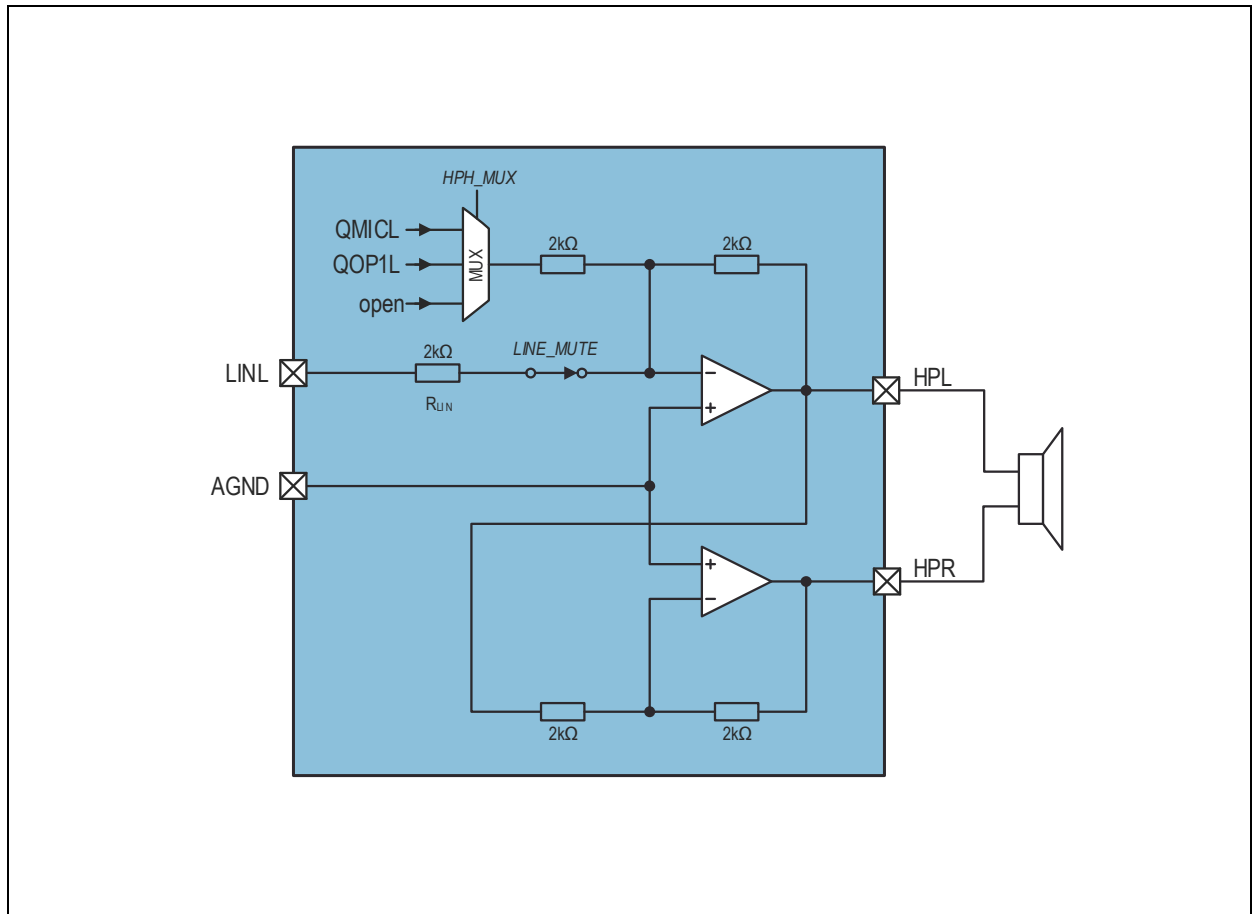 HPH_MUX
QMICL
QOP1L
open
MUX
2kΩ
2kΩ
LINL
2kΩ
LINE_MUTE
RLIN
−
+
HPL
AGND
+
−
HPR
2kΩ
2kΩ